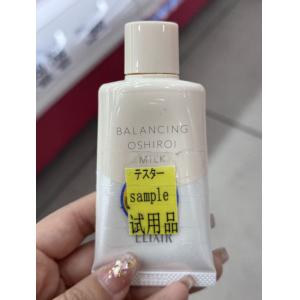 BALANCING
OSHIROI
MILK
テスター
sample
试用品
ELIXIR